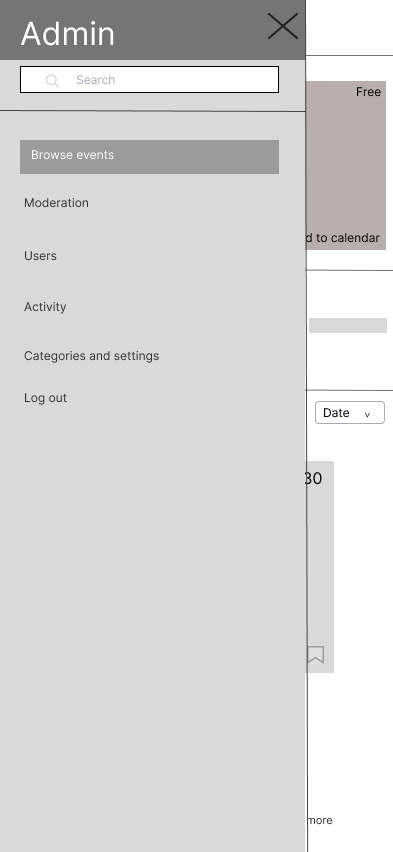 Admin
Search
Free
Browse events
Moderation
d to calendar
Users
Activity
Categories and settings
Log out
Date
30
more